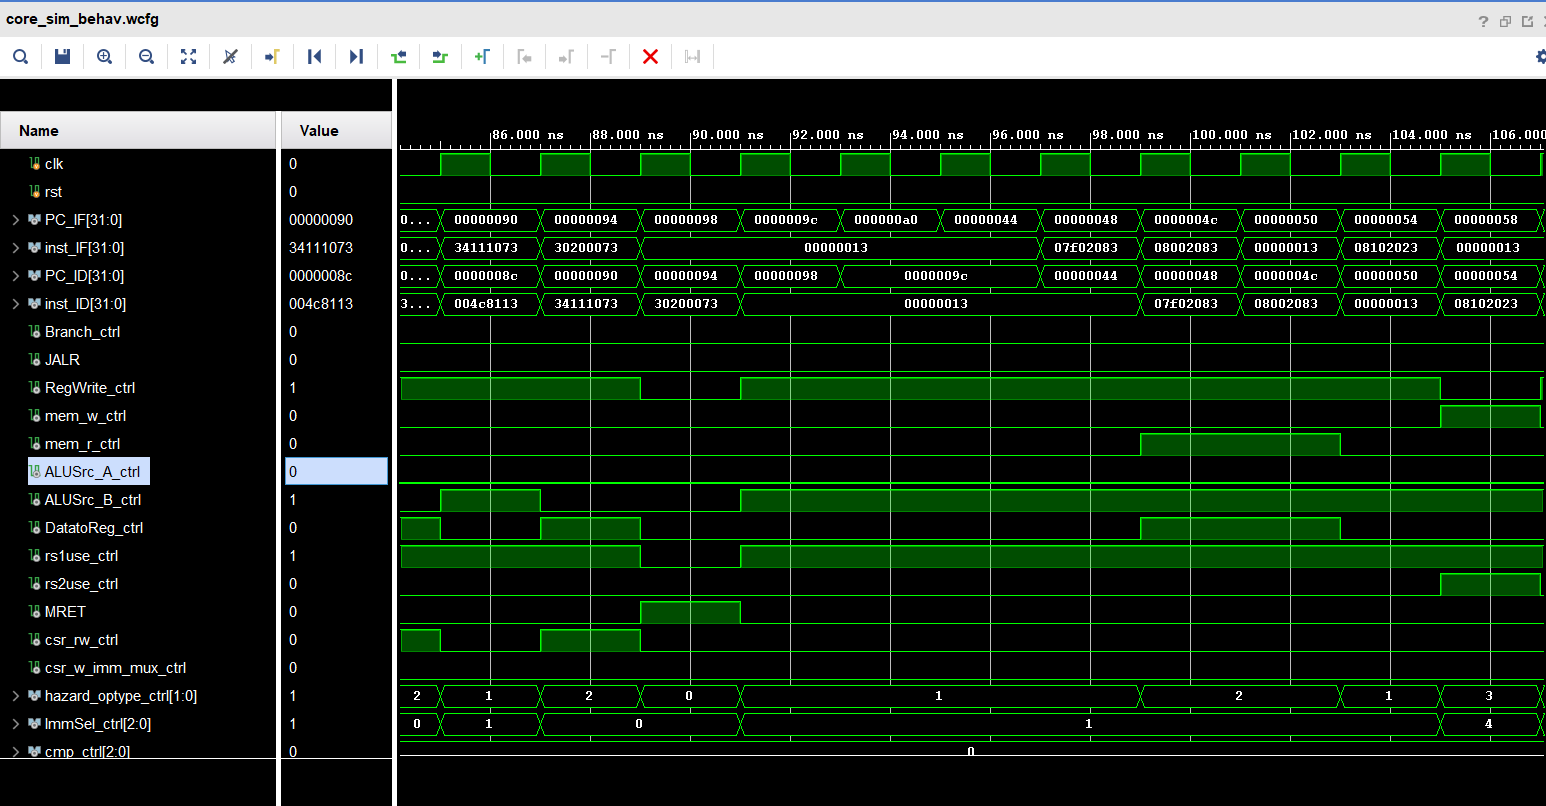 core_sim_behav.wcfg
?
Name Value
86.000 ns 88.000 ns 90.000 ns 92.000 ns 94.000 ns 96.000 ns 98.000 ns 100.000 ns 102.000 ns 104.000 ns 106.000
clk 0
rst 0
PC_IF[31:0] 00000090 0... 00000090 00000094 00000098 0000009c 000000a0 00000044 00000048 0000004c 00000050 00000054 00000058
inst_IF[31:0] 34111073 0... 34111073 30200073 00000013 07f02083 08002083 00000013 08102023 00000013
PC_ID[31:0] 0000008c 0... 0000008c 00000090 00000094 00000098 0000009c 00000044 00000048 0000004c 00000050 00000054
inst_ID[31:0] 004c8113 3... 004c8113 34111073 30200073 00000013 07f02083 08002083 00000013 08102023
Branch_ctrl 0
JALR 0
RegWrite_ctrl 1
mem_w_ctrl 0
mem_r_ctrl 0
ALUSrc_A_ctrl 0
ALUSrc_B_ctrl 1
DatatoReg_ctrl 0
rs1use_ctrl 1
rs2use_ctrl 0
MRET 0
csr_rw_ctrl 0
csr_w_imm_mux_ctrl 0
hazard_optype_ctrl[1:0] 1 2 1 2 0 1 2 1 3
ImmSel_ctrl[2:0] 1 0 1 0 1 4
cmp_ctrl[2:0] 0 0